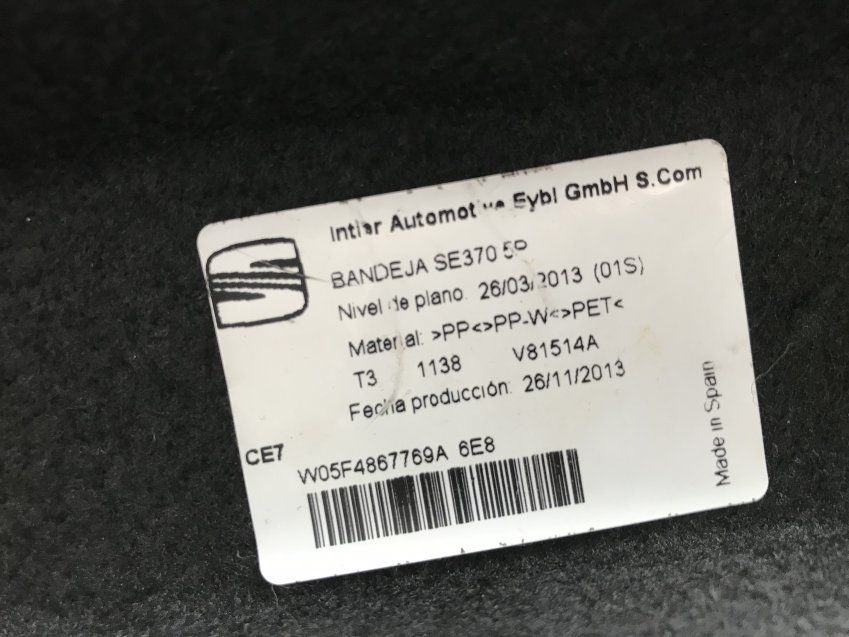 Intier Automotive Eybl GmbH S.Com
BANDEJA SE370 5P
Nivel de plano: 26/03/2013 (01S)
Material: >PP<>PP-W<>PET<
T3 1138 V81514A
Fecha producción: 26/11/2013
CE7
W05F4867769A 6E8
Made in Spain